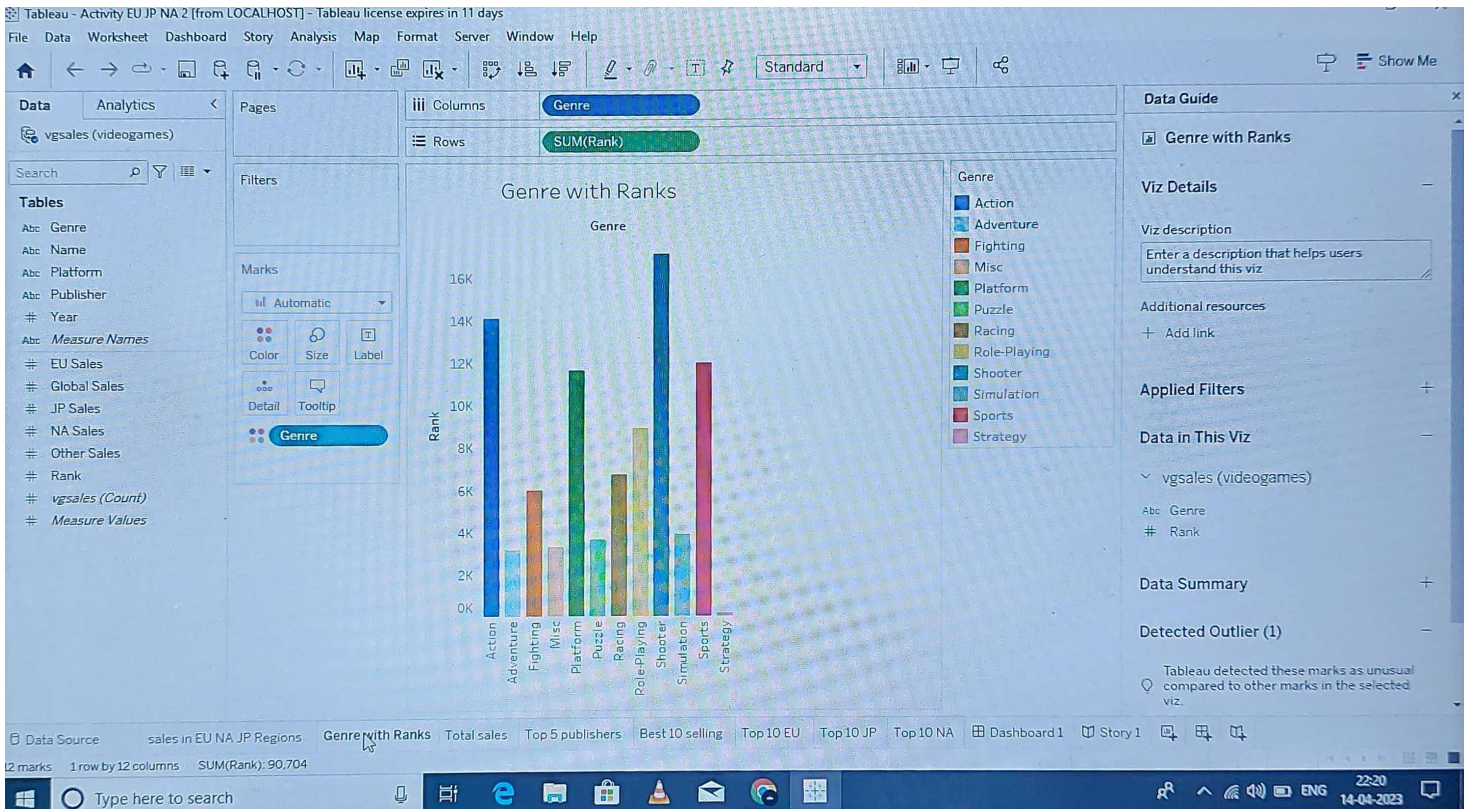 Tableau - Activity EU JP NA 2 [from LOCALHOST] - Tableau license expires in 11 days
File Data Worksheet Dashboard Story Analysis Map Format Server Window Help
Standard
Show Me
Data Analytics
vgsales (videogames)
Search
Tables
Abc Genre
Abc Name
Abc Platform
Abc Publisher
# Year
Abc Measure Names
# EU Sales
# Global Sales
# JP Sales
# NA Sales
# Other Sales
# Rank
# vgsales (Count)
# Measure Values
Pages
Filters
Marks
Automatic
Color Size Label
Detail Tooltip
Genre
Columns Genre
Rows SUM(Rank)
Genre with Ranks
Genre
16K
14K
12K
10K
8K
6K
4K
2K
0K
Rank
Action
Adventure
Fighting
Misc
Platform
Puzzle
Racing
Role-Playing
Shooter
Simulation
Sports
Strategy
Genre
Action
Adventure
Fighting
Misc
Platform
Puzzle
Racing
Role-Playing
Shooter
Simulation
Sports
Strategy
Data Guide
Genre with Ranks
Viz Details
Viz description
Enter a description that helps users
understand this viz
Additional resources
+ Add link
Applied Filters
Data in This Viz
vgsales (videogames)
Abc Genre
# Rank
Data Summary
Detected Outlier (1)
Tableau detected these marks as unusual
compared to other marks in the selected
viz.
Data Source sales in EU NA JP Regions Genre with Ranks Total sales Top 5 publishers Best 10 selling Top 10 EU Top 10 JP Top 10 NA Dashboard 1 Story 1
12 marks 1 row by 12 columns SUM(Rank): 90,704
Type here to search
ENG
22:20
14-04-2023